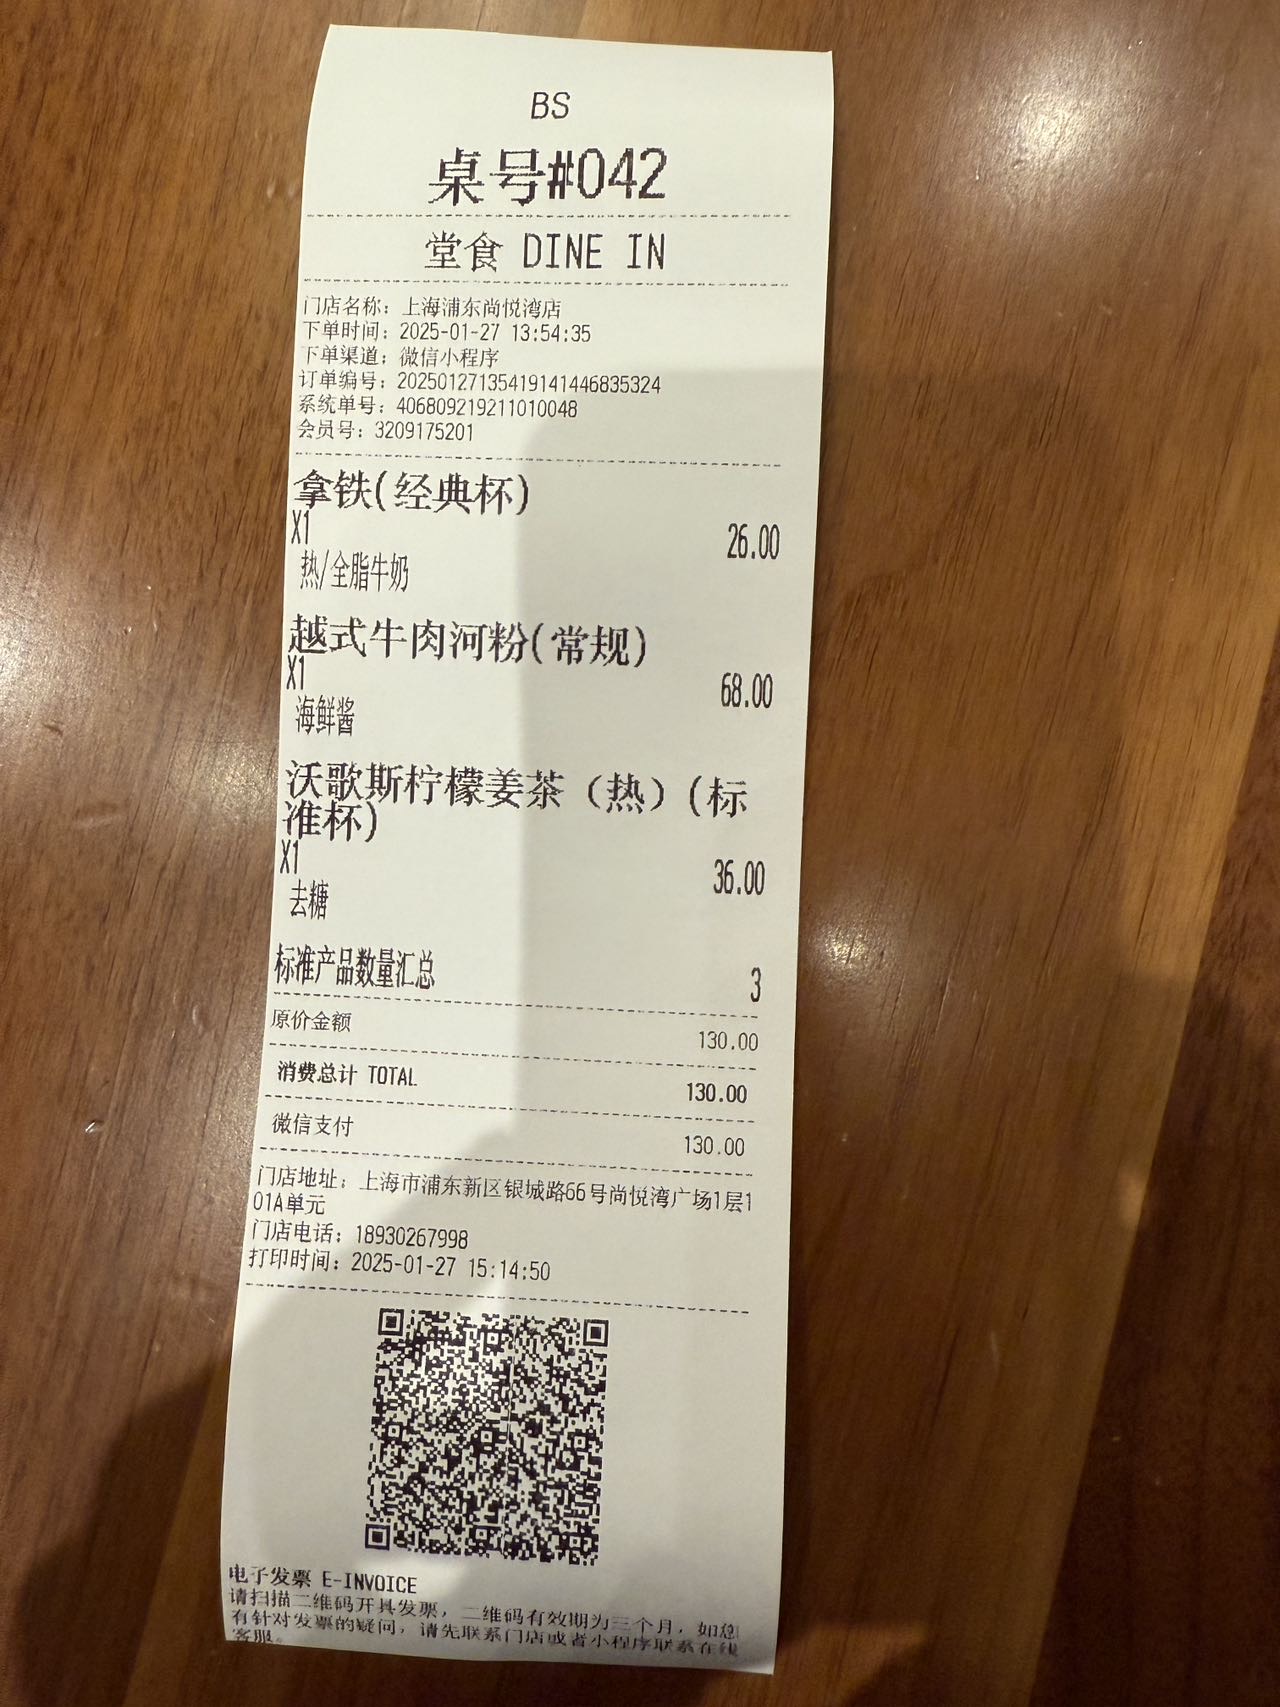 BS
桌号#042
堂食 DINE IN
门店名称：上海浦东尚悦湾店
下单时间：2025-01-27 13:54:35
下单渠道：微信小程序
订单编号：20250127135419141446835324
系统单号：406809219211010048
会员号：3209175201
拿铁(经典杯)
X1 26.00
热/全脂牛奶
越式牛肉河粉(常规)
X1 68.00
海鲜酱
沃歌斯柠檬姜茶（热）(标
准杯)
X1 36.00
去糖
标准产品数量汇总 3
原价金额 130.00
消费总计 TOTAL 130.00
微信支付 130.00
门店地址：上海市浦东新区银城路66号尚悦湾广场1层1
01A单元
门店电话：18930267998
打印时间：2025-01-27 15:14:50
电子发票 E-INVOICE
请扫描二维码开具发票，二维码有效期为三个月，如您
有针对发票的疑问，请先联系门店或者小程序联系在线
客服。